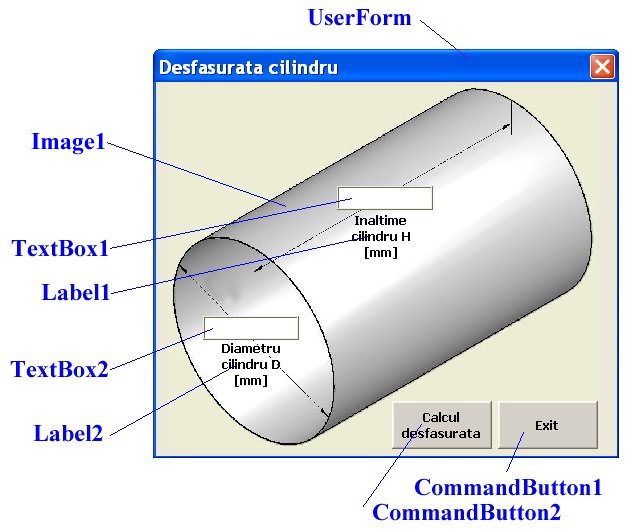 UserForm
Desfasurata cilindru
Image1
TextBox1
Inaltime
cilindru H
[mm]
Label1
TextBox2
Diametru
cilindru D
[mm]
Label2
Calcul
desfasurata
Exit
CommandButton1
CommandButton2